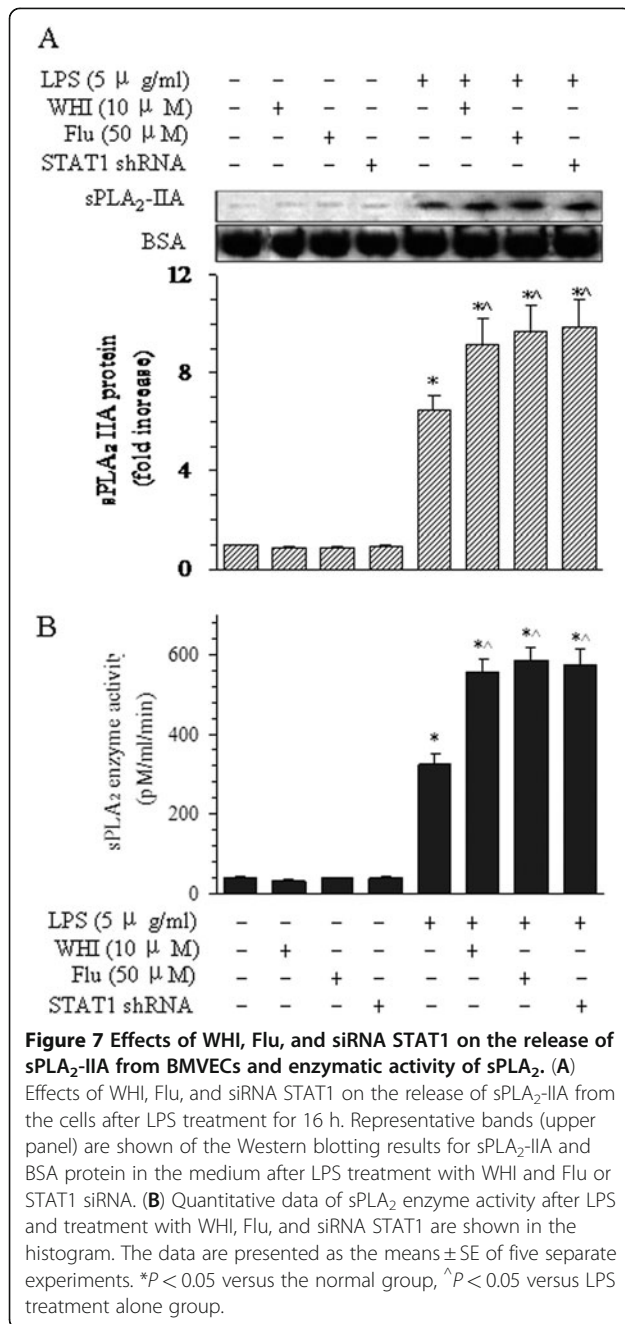 A
LPS (5 μ g/ml) – – – – + + + +
WHI (10 μ M) – + – – – + – –
Flu (50 μM) – – + – – – + –
STAT1 shRNA – – – + – – – +
sPLA₂-IIA
BSA
12
8
4
0
sPLA₂ IIA protein
(fold increase)
* *^ *^ *^
B
600
400
200
0
sPLA₂ enzyme activity
(pM/ml/min)
* *^ *^ *^
LPS (5 μ g/ml) – – – – + + + +
WHI (10 μ M) – + – – – + – –
Flu (50 μM) – – + – – – + –
STAT1 shRNA – – – + – – – +
Figure 7 Effects of WHI, Flu, and siRNA STAT1 on the release of
sPLA₂-IIA from BMVECs and enzymatic activity of sPLA₂. (A)
Effects of WHI, Flu, and siRNA STAT1 on the release of sPLA₂-IIA from
the cells after LPS treatment for 16 h. Representative bands (upper
panel) are shown of the Western blotting results for sPLA₂-IIA and
BSA protein in the medium after LPS treatment with WHI and Flu or
STAT1 siRNA. (B) Quantitative data of sPLA₂ enzyme activity after LPS
and treatment with WHI, Flu, and siRNA STAT1 are shown in the
histogram. The data are presented as the means ± SE of five separate
experiments. *P < 0.05 versus the normal group, ^P < 0.05 versus LPS
treatment alone group.